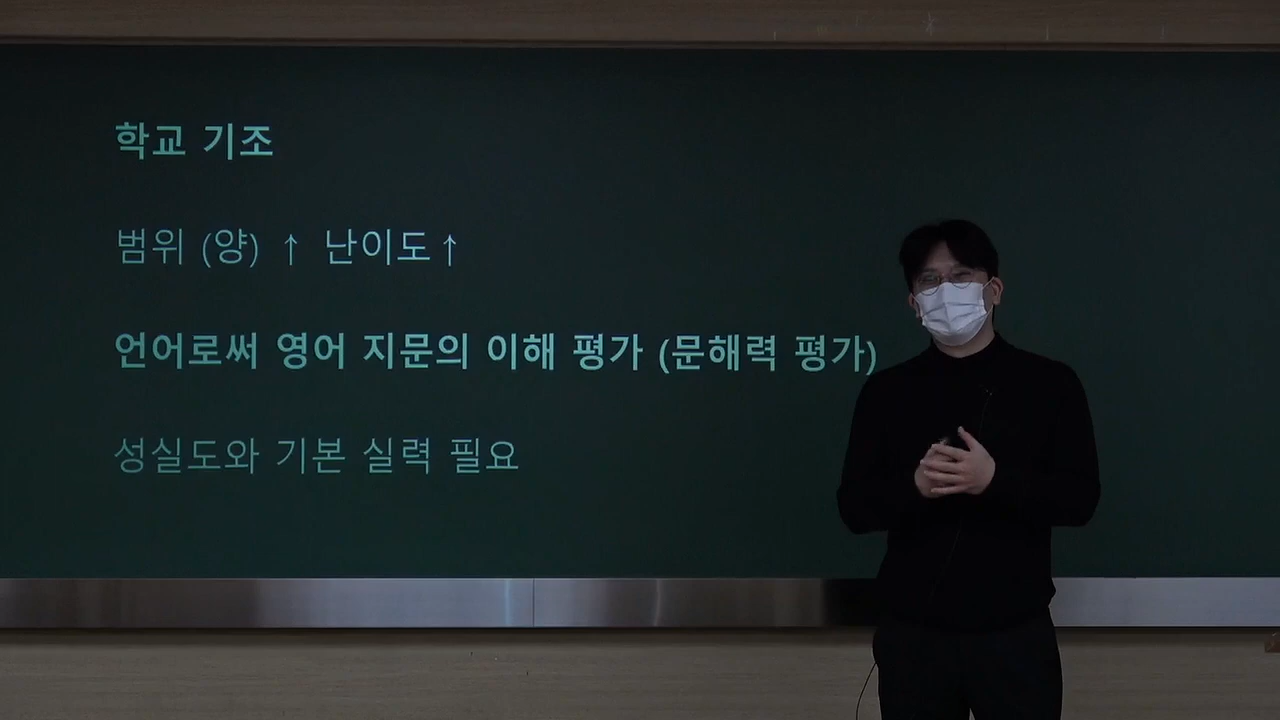 학교 기조
범위 (양) ↑ 난이도↑
언어로써 영어 지문의 이해 평가 (문해력 평가)
성실도와 기본 실력 필요